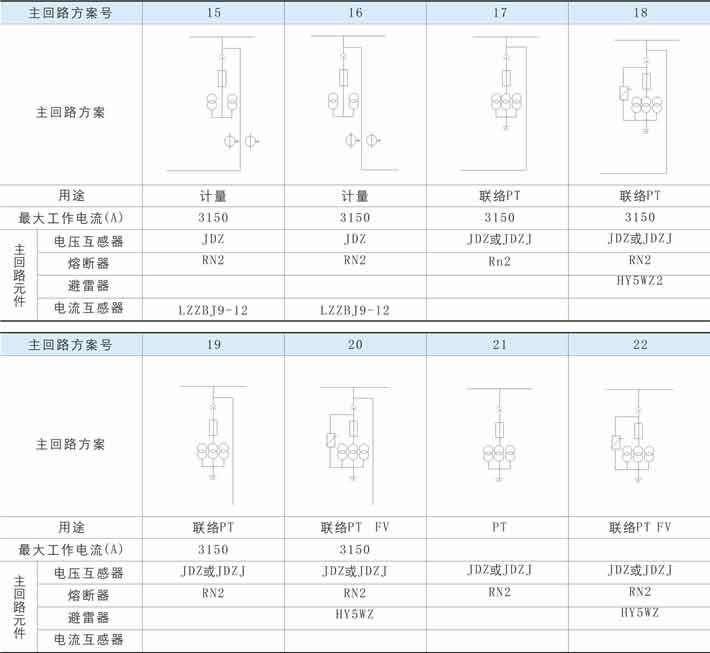 主回路方案号 15 16 17 18
主回路方案
用途 计量 计量 联络PT 联络PT
最大工作电流(A) 3150 3150 3150 3150
主回路元件
电压互感器 JDZ JDZ JDZ或JDZJ JDZ或JDZJ
熔断器 RN2 RN2 Rn2 RN2
避雷器 HY5WZ2
电流互感器 LZZBJ9-12 LZZBJ9-12
主回路方案号 19 20 21 22
主回路方案
用途 联络PT 联络PT FV PT 联络PT FV
最大工作电流(A) 3150 3150
主回路元件
电压互感器 JDZ或JDZJ JDZ或JDZJ JDZ或JDZJ JDZ或JDZJ
熔断器 RN2 RN2 RN2 RN2
避雷器 HY5WZ HY5WZ
电流互感器